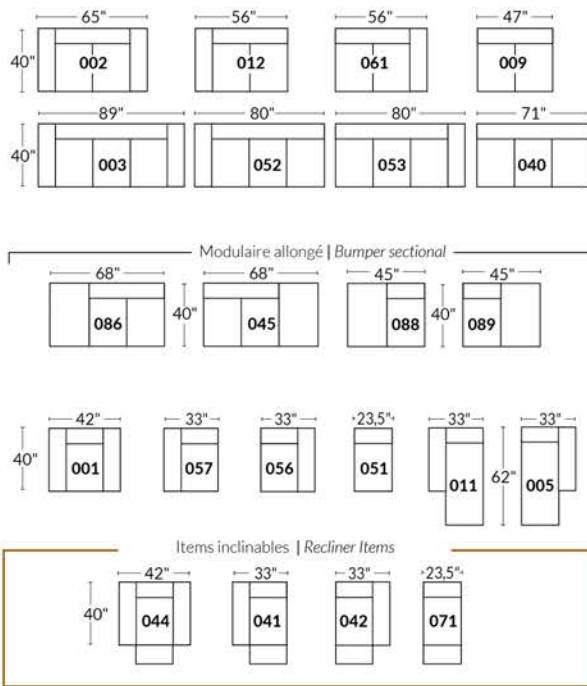 65" 56" 56" 47"
40" 002 012 061 009
89" 80" 80" 71"
40" 003 052 053 040
Modulaire allongé | Bumper sectional
68" 68" 45" 45"
086 40" 045 088 40" 089
42" 33" 33" 23,5" 33" 33"
40" 001 057 056 051 011 62" 005
Items inclinables | Recliner Items
42" 33" 33" 23,5"
40" 044 041 042 071